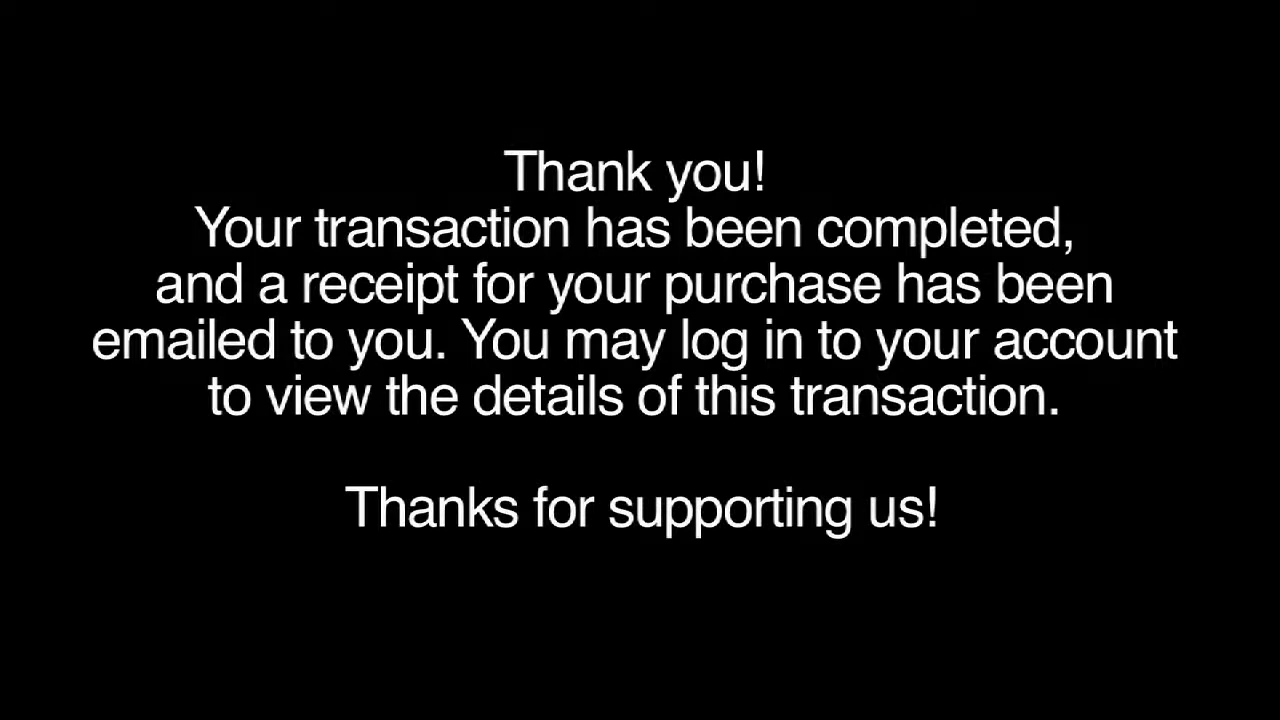 Thank you!
Your transaction has been completed,
and a receipt for your purchase has been
emailed to you. You may log in to your account
to view the details of this transaction.
Thanks for supporting us!